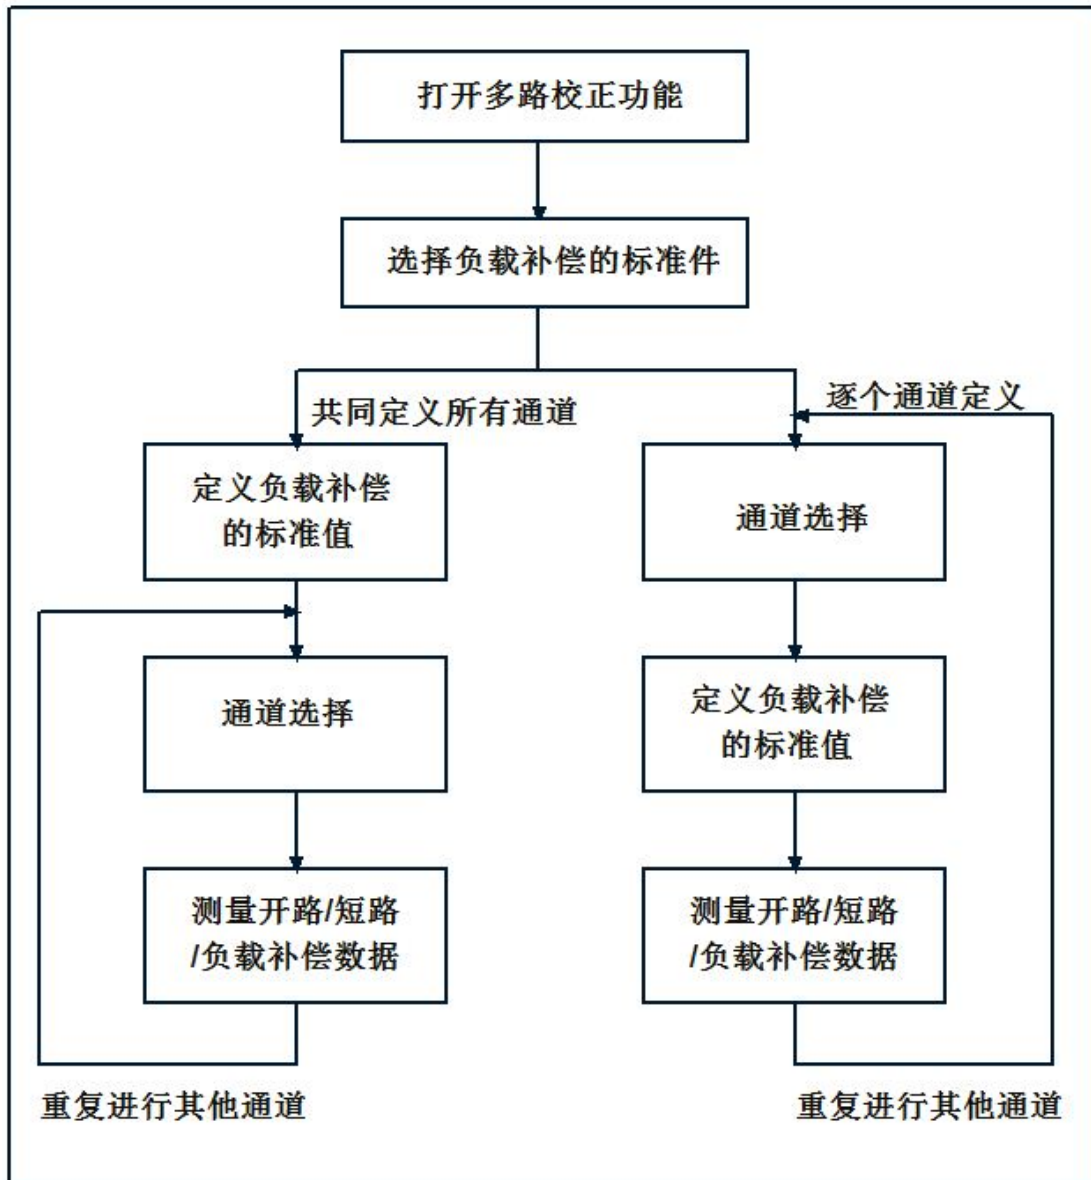 打开多路校正功能
选择负载补偿的标准件
共同定义所有通道
逐个通道定义
定义负载补偿
的标准值
通道选择
测量开路/短路
/负载补偿数据
重复进行其他通道
通道选择
定义负载补偿
的标准值
测量开路/短路
/负载补偿数据
重复进行其他通道